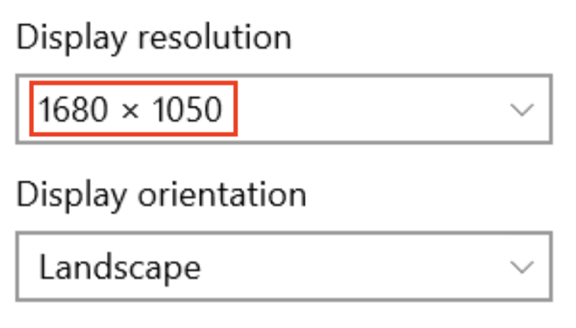 Display resolution
1680 × 1050
Display orientation
Landscape